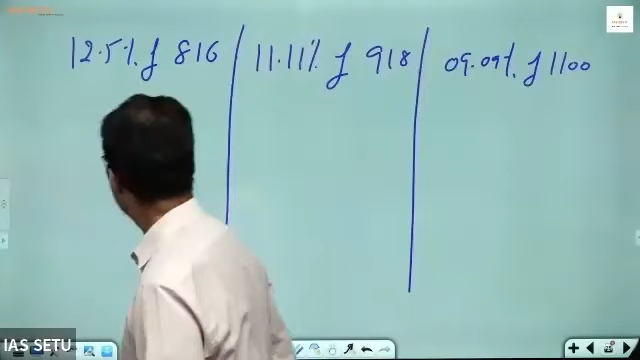 12.5% of 816
11.11% of 918
09.09% of 1100
IAS SETU